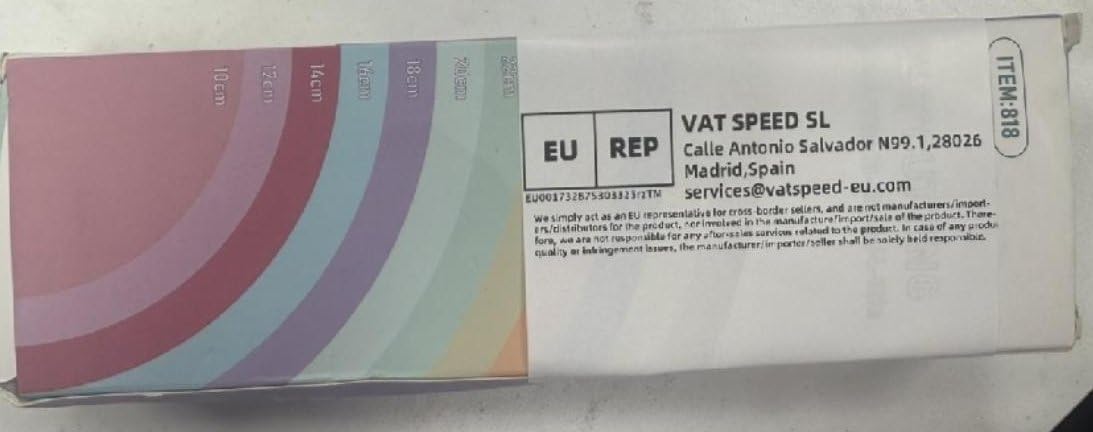 10cm
12cm
14cm
16cm
18cm
20cm
22cm
EU REP
VAT SPEED SL
Calle Antonio Salvador N99.1,28026
Madrid,Spain
services@vatspeed-eu.com
We simply act as an EU representative for cross-border sellers, and are not manufacturers/import-
ers/distributors for the product, nor involved in the manufacture/import/sale of the product. There-
fore, we are not responsible for any after-sales services related to the product. In case of any produ
quality or infringement issues, the manufacturer/importer/seller shall be solely held responsible.
ITEM:818